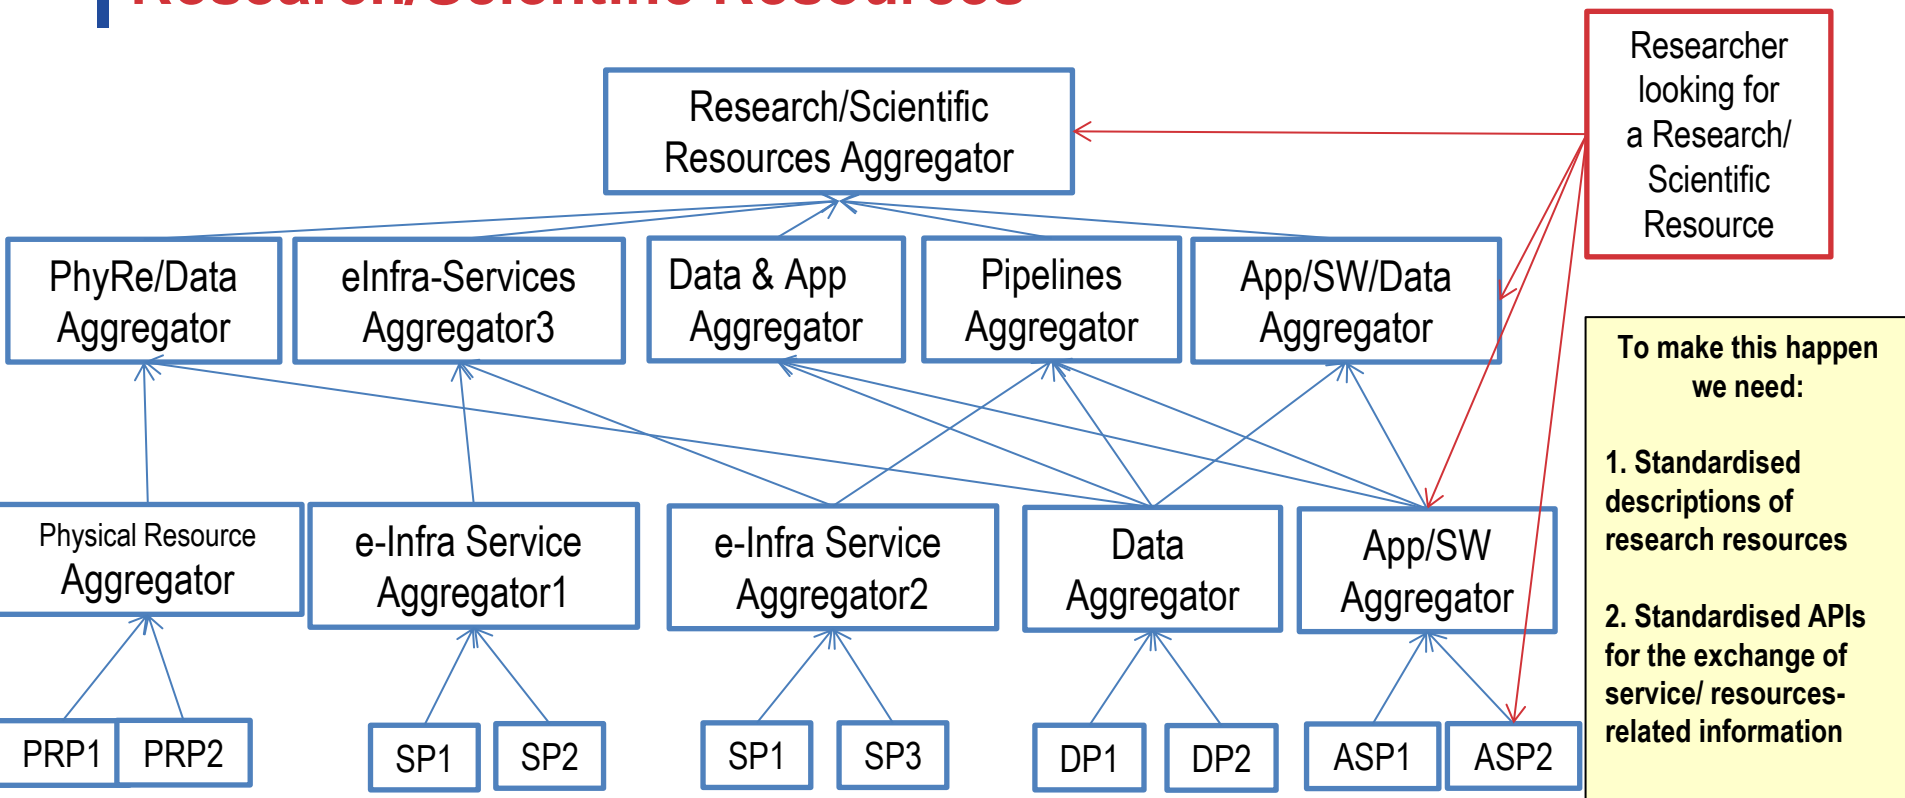 Research/Scientific Resources
Researcher
looking for
a Research/
Scientific
Resource
Research/Scientific
Resources Aggregator
PhyRe/Data
Aggregator
eInfra-Services
Aggregator3
Data & App
Aggregator
Pipelines
Aggregator
App/SW/Data
Aggregator
To make this happen
we need:
1. Standardised
descriptions of
research resources
2. Standardised APIs
for the exchange of
service/ resources-
related information
Physical Resource
Aggregator
e-Infra Service
Aggregator1
e-Infra Service
Aggregator2
Data
Aggregator
App/SW
Aggregator
PRP1
PRP2
SP1
SP2
SP1
SP3
DP1
DP2
ASP1
ASP2